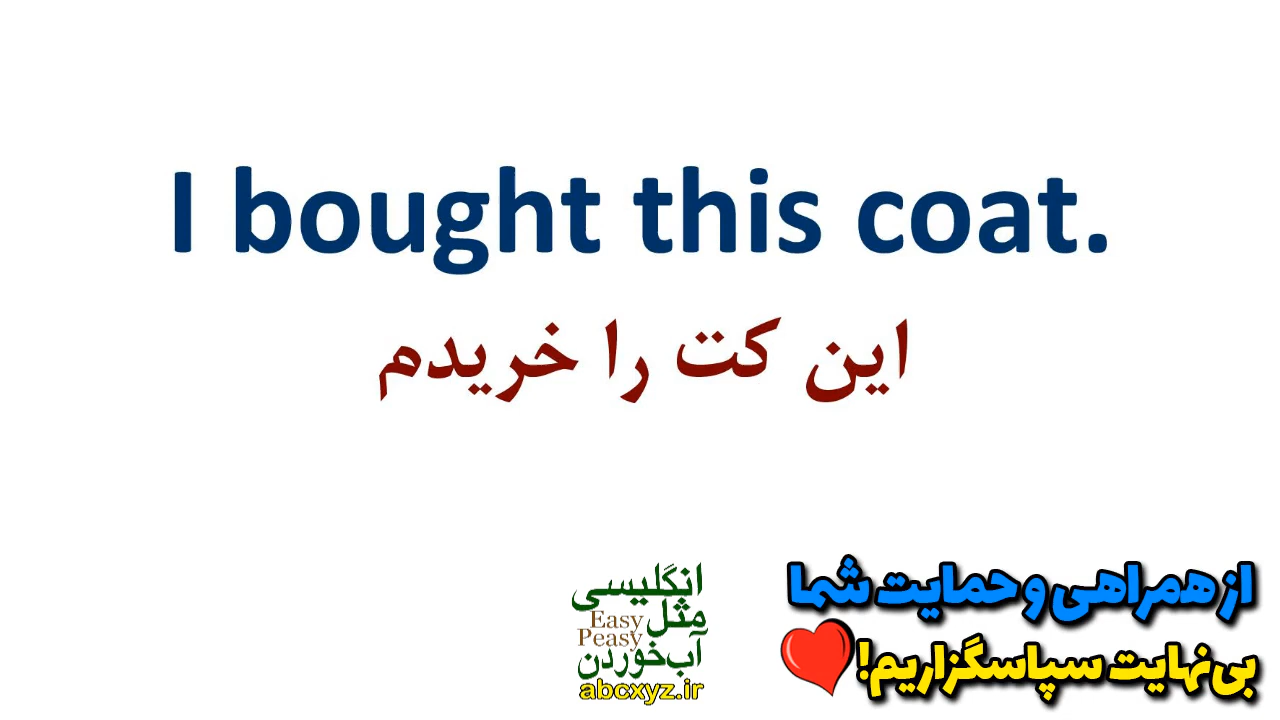 I bought this coat.
این کت را خریدم
انگلیسی
مثل
Easy
Peasy
آب‌خوردن
abcxyz.ir
از همراهی و حمایت شما
بی‌نهایت سپاسگزاریم!